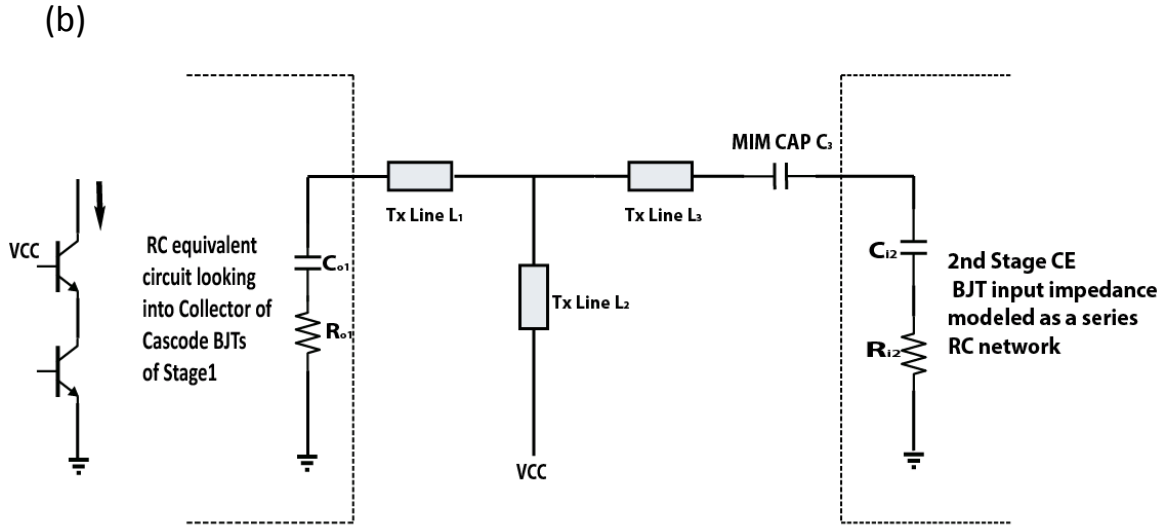 (b)
MIM CAP C₃
Tx Line L₁
Tx Line L₃
VCC
RC equivalent
circuit looking
into Collector of
Cascode BJTs
of Stage1
Cₒ₁
Rₒ₁
Tx Line L₂
VCC
Cᵢ₂
Rᵢ₂
2nd Stage CE
BJT input impedance
modeled as a series
RC network